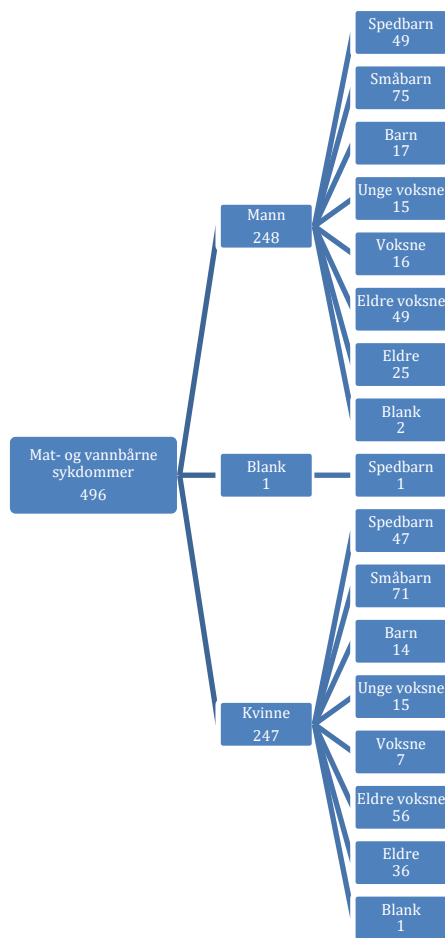 Mat- og vannbårne
sykdommer
496
Mann
248
Spedbarn
49
Småbarn
75
Barn
17
Unge voksne
15
Voksne
16
Eldre voksne
49
Eldre
25
Blank
2
Blank
1
Spedbarn
1
Kvinne
247
Spedbarn
47
Småbarn
71
Barn
14
Unge voksne
15
Voksne
7
Eldre voksne
56
Eldre
36
Blank
1